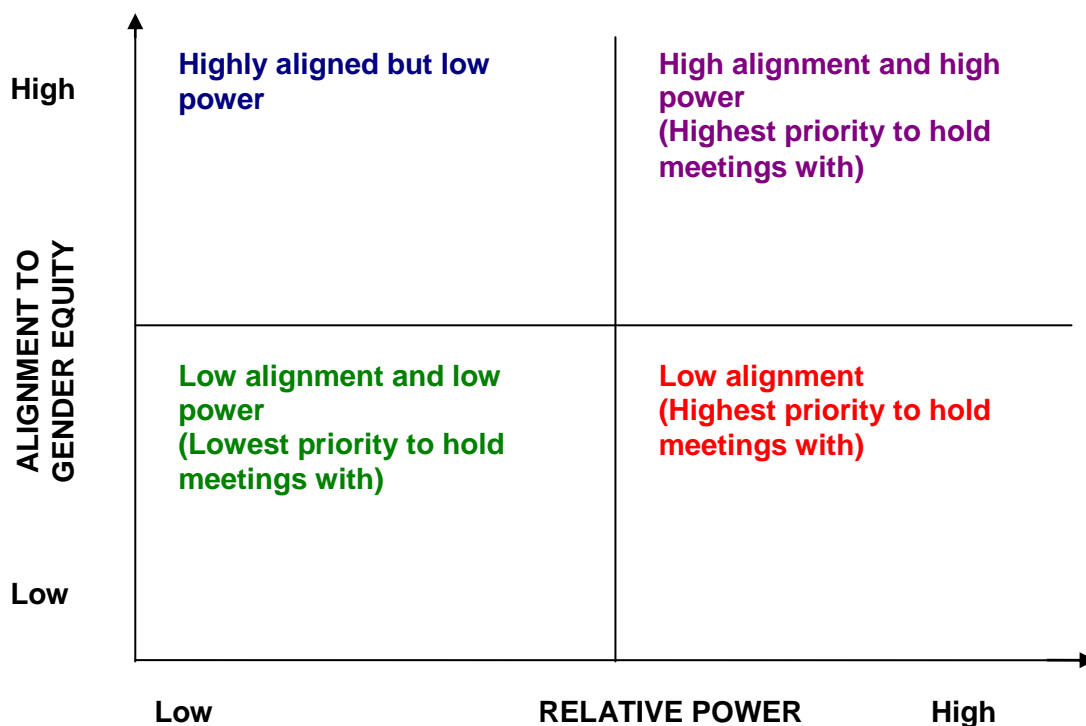 High
Highly aligned but low
power
High alignment and high
power
(Highest priority to hold
meetings with)
ALIGNMENT TO
GENDER EQUITY
Low alignment and low
power
(Lowest priority to hold
meetings with)
Low alignment
(Highest priority to hold
meetings with)
Low
Low
RELATIVE POWER
High